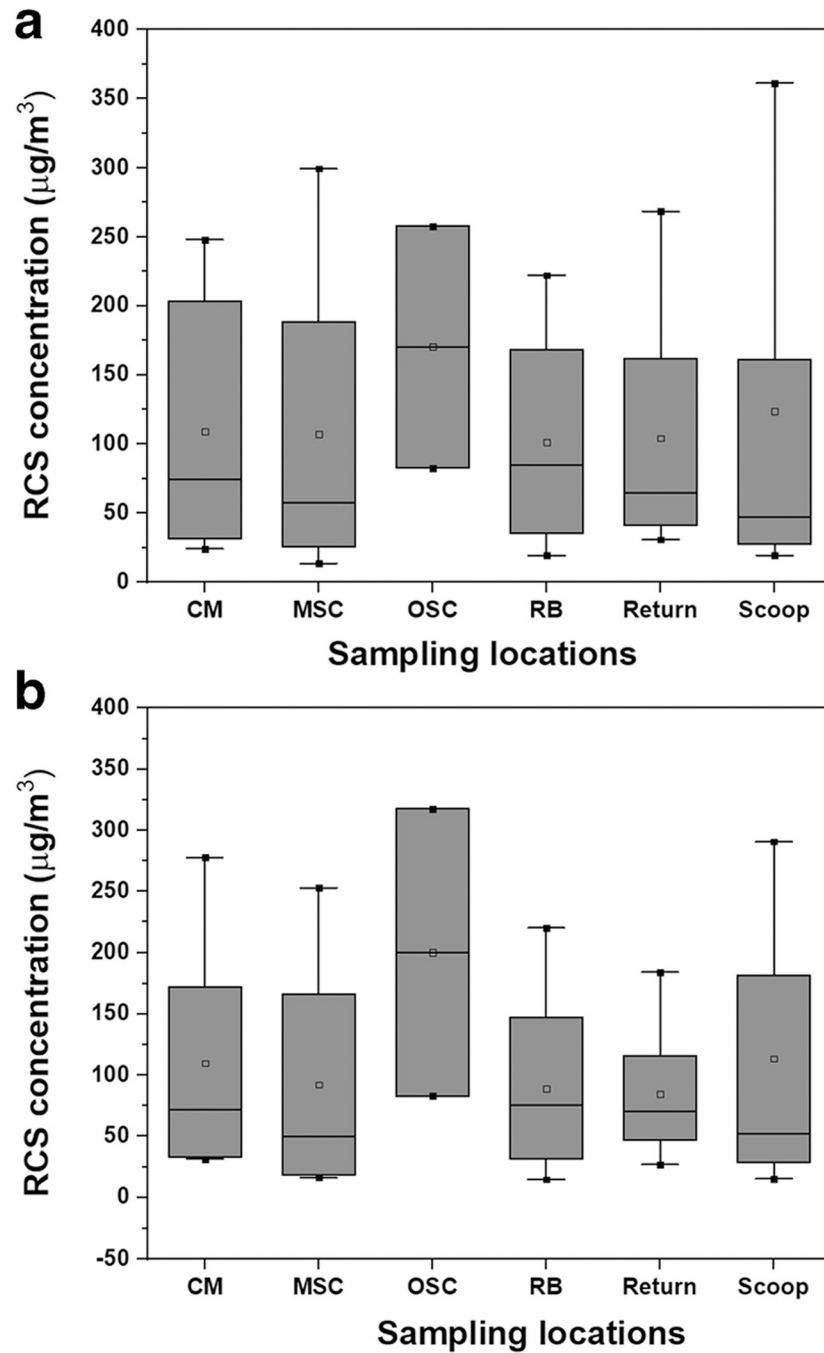 a
RCS concentration (μg/m³)
400
350
300
250
200
150
100
50
0
CM MSC OSC RB Return Scoop
Sampling locations
b
RCS concentration (μg/m³)
400
350
300
250
200
150
100
50
0
-50
CM MSC OSC RB Return Scoop
Sampling locations